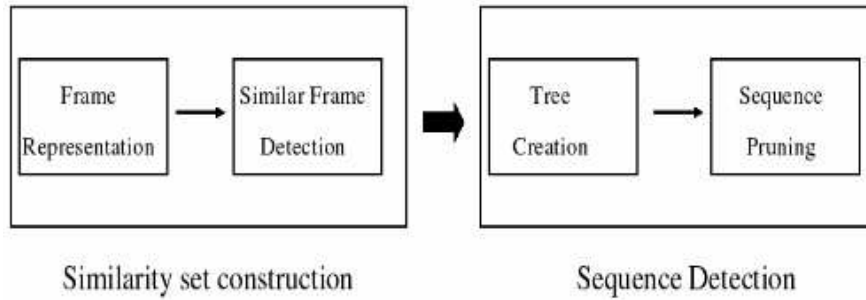 Frame
Representation
Similar Frame
Detection
Tree
Creation
Sequence
Pruning
Similarity set construction
Sequence Detection